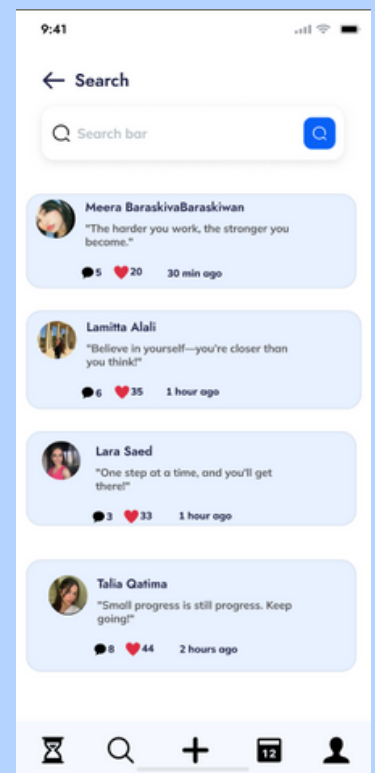 9:41
Search
Search bar
Meera BaraskivaBaraskiwan
"The harder you work, the stronger you
become."
5 20 30 min ago
Lamitta Alali
"Believe in yourself—you're closer than
you think!"
6 35 1 hour ago
Lara Saed
"One step at a time, and you'll get
there!"
3 33 1 hour ago
Talia Qatima
"Small progress is still progress. Keep
going!"
8 44 2 hours ago
12